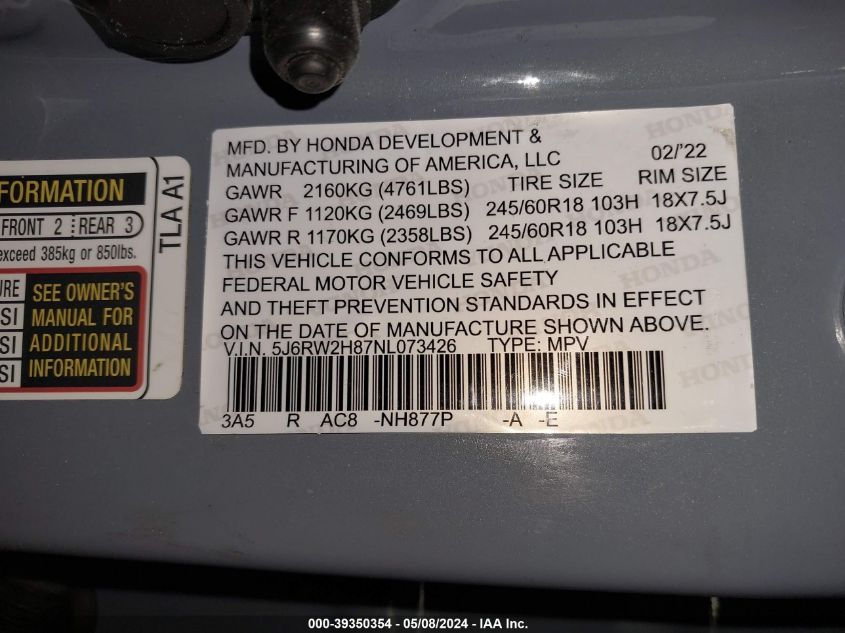 FORMATION
FRONT 2 REAR 3
exceed 385kg or 850lbs.
SEE OWNER'S
MANUAL FOR
ADDITIONAL
INFORMATION
URE
SI
SI
SI
TLA A1
MFD. BY HONDA DEVELOPMENT &
MANUFACTURING OF AMERICA, LLC 02/'22
GAWR 2160KG (4761LBS) TIRE SIZE RIM SIZE
GAWR F 1120KG (2469LBS) 245/60R18 103H 18X7.5J
GAWR R 1170KG (2358LBS) 245/60R18 103H 18X7.5J
THIS VEHICLE CONFORMS TO ALL APPLICABLE
FEDERAL MOTOR VEHICLE SAFETY
AND THEFT PREVENTION STANDARDS IN EFFECT
ON THE DATE OF MANUFACTURE SHOWN ABOVE.
V.I.N. 5J6RW2H87NL073426 TYPE: MPV
3A5 R AC8 -NH877P -A -E
000-39350354 - 05/08/2024 - IAA Inc.